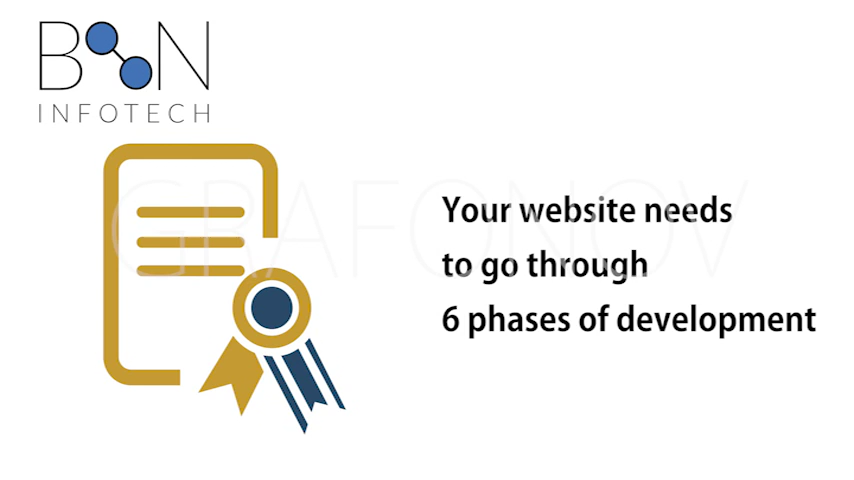 BOON
INFOTECH
GRAFONOV
Your website needs
to go through
6 phases of development